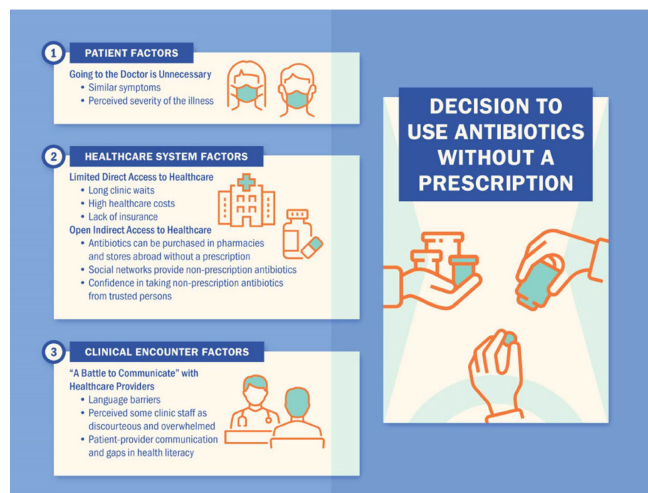 1 PATIENT FACTORS
Going to the Doctor is Unnecessary
• Similar symptoms
• Perceived severity of the illness
2 HEALTHCARE SYSTEM FACTORS
Limited Direct Access to Healthcare
• Long clinic waits
• High healthcare costs
• Lack of insurance
Open Indirect Access to Healthcare
• Antibiotics can be purchased in pharmacies
and stores abroad without a prescription
• Social networks provide non-prescription antibiotics
• Confidence in taking non-prescription antibiotics
from trusted persons
3 CLINICAL ENCOUNTER FACTORS
“A Battle to Communicate” with
Healthcare Providers
• Language barriers
• Perceived some clinic staff as
discourteous and overwhelmed
• Patient-provider communication
and gaps in health literacy
DECISION TO
USE ANTIBIOTICS
WITHOUT A
PRESCRIPTION